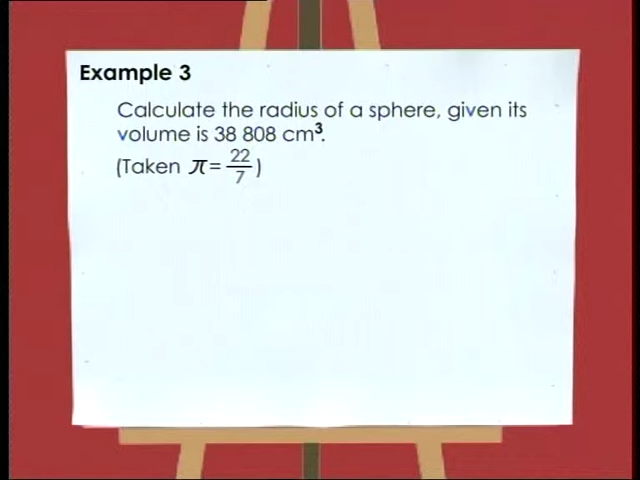 Example 3
Calculate the radius of a sphere, given its
volume is 38 808 cm³.
(Taken π = 22/7)